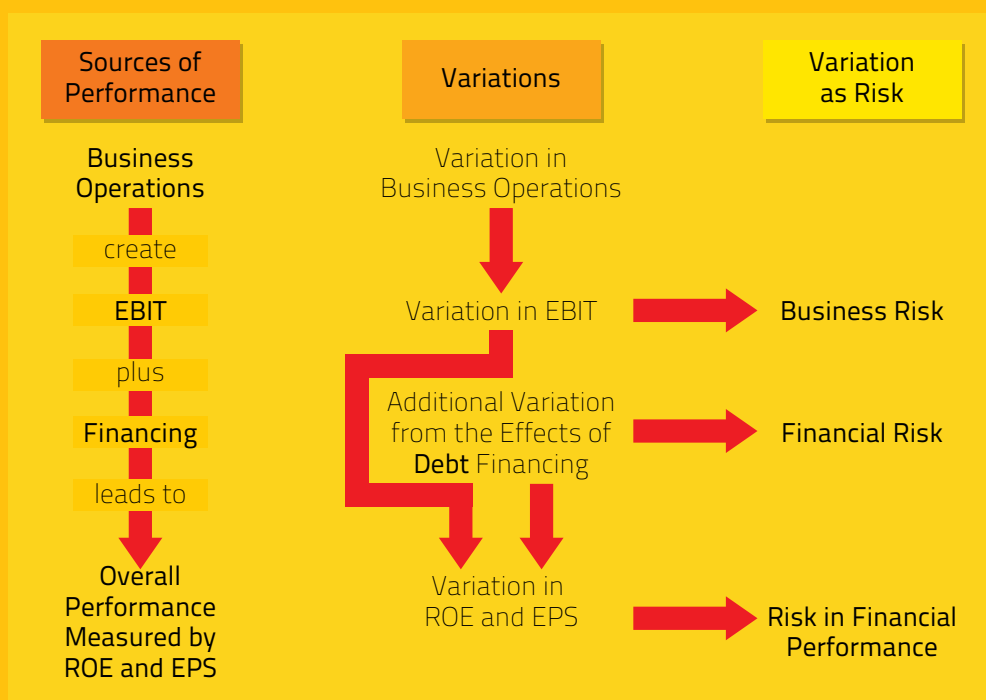 Sources of
Performance
Variations
Variation
as Risk
Business
Operations
create
EBIT
plus
Financing
leads to
Overall
Performance
Measured by
ROE and EPS
Variation in
Business Operations
Variation in EBIT
Additional Variation
from the Effects of
Debt Financing
Variation in
ROE and EPS
Business Risk
Financial Risk
Risk in Financial
Performance